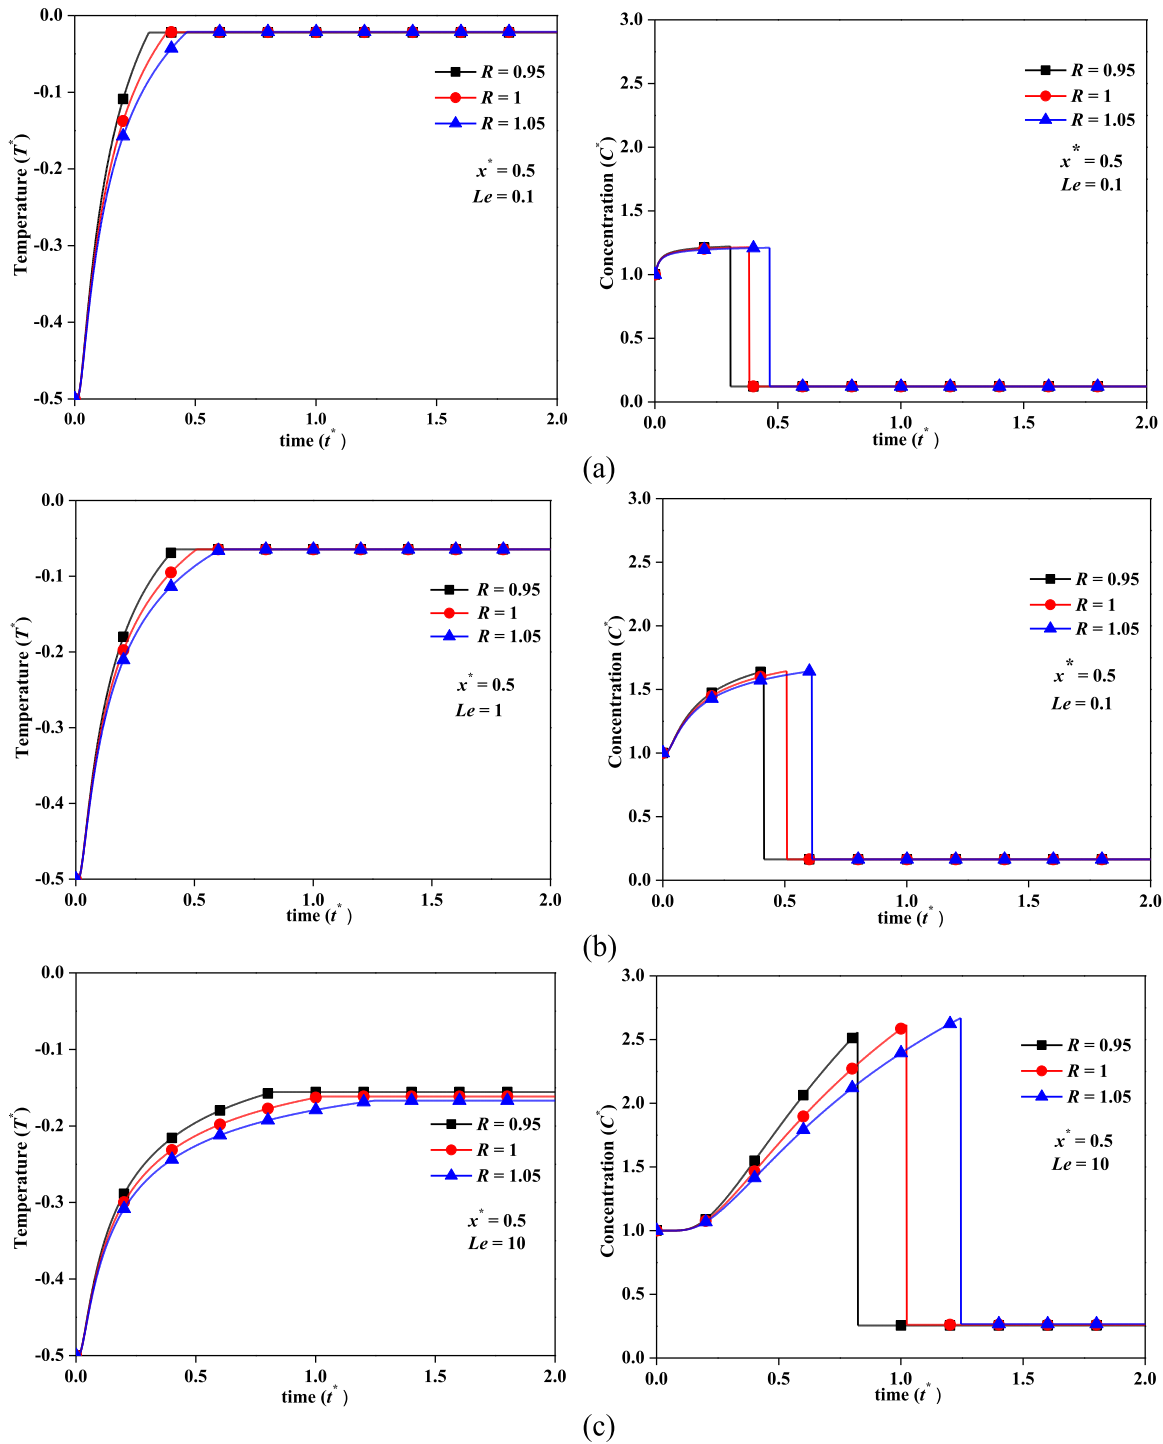 0.0
-0.1
-0.2
-0.3
-0.4
-0.5
Temperature (T*)
R = 0.95
R = 1
R = 1.05
x* = 0.5
Le = 0.1
0.0 0.5 1.0 1.5 2.0
time (t*)
3.0
2.5
2.0
1.5
1.0
0.5
0.0
Concentration (C*)
R = 0.95
R = 1
R = 1.05
x* = 0.5
Le = 0.1
0.0 0.5 1.0 1.5 2.0
time (t*)
(a)
0.0
-0.1
-0.2
-0.3
-0.4
-0.5
Temperature (T*)
R = 0.95
R = 1
R = 1.05
x* = 0.5
Le = 1
0.0 0.5 1.0 1.5 2.0
time (t*)
3.0
2.5
2.0
1.5
1.0
0.5
0.0
Concentration (C*)
R = 0.95
R = 1
R = 1.05
x* = 0.5
Le = 0.1
0.0 0.5 1.0 1.5 2.0
time (t*)
(b)
0.0
-0.1
-0.2
-0.3
-0.4
-0.5
Temperature (T*)
R = 0.95
R = 1
R = 1.05
x* = 0.5
Le = 10
0.0 0.5 1.0 1.5 2.0
time (t*)
3.0
2.5
2.0
1.5
1.0
0.5
0.0
Concentration (C*)
R = 0.95
R = 1
R = 1.05
x* = 0.5
Le = 10
0.0 0.5 1.0 1.5 2.0
time (t*)
(c)